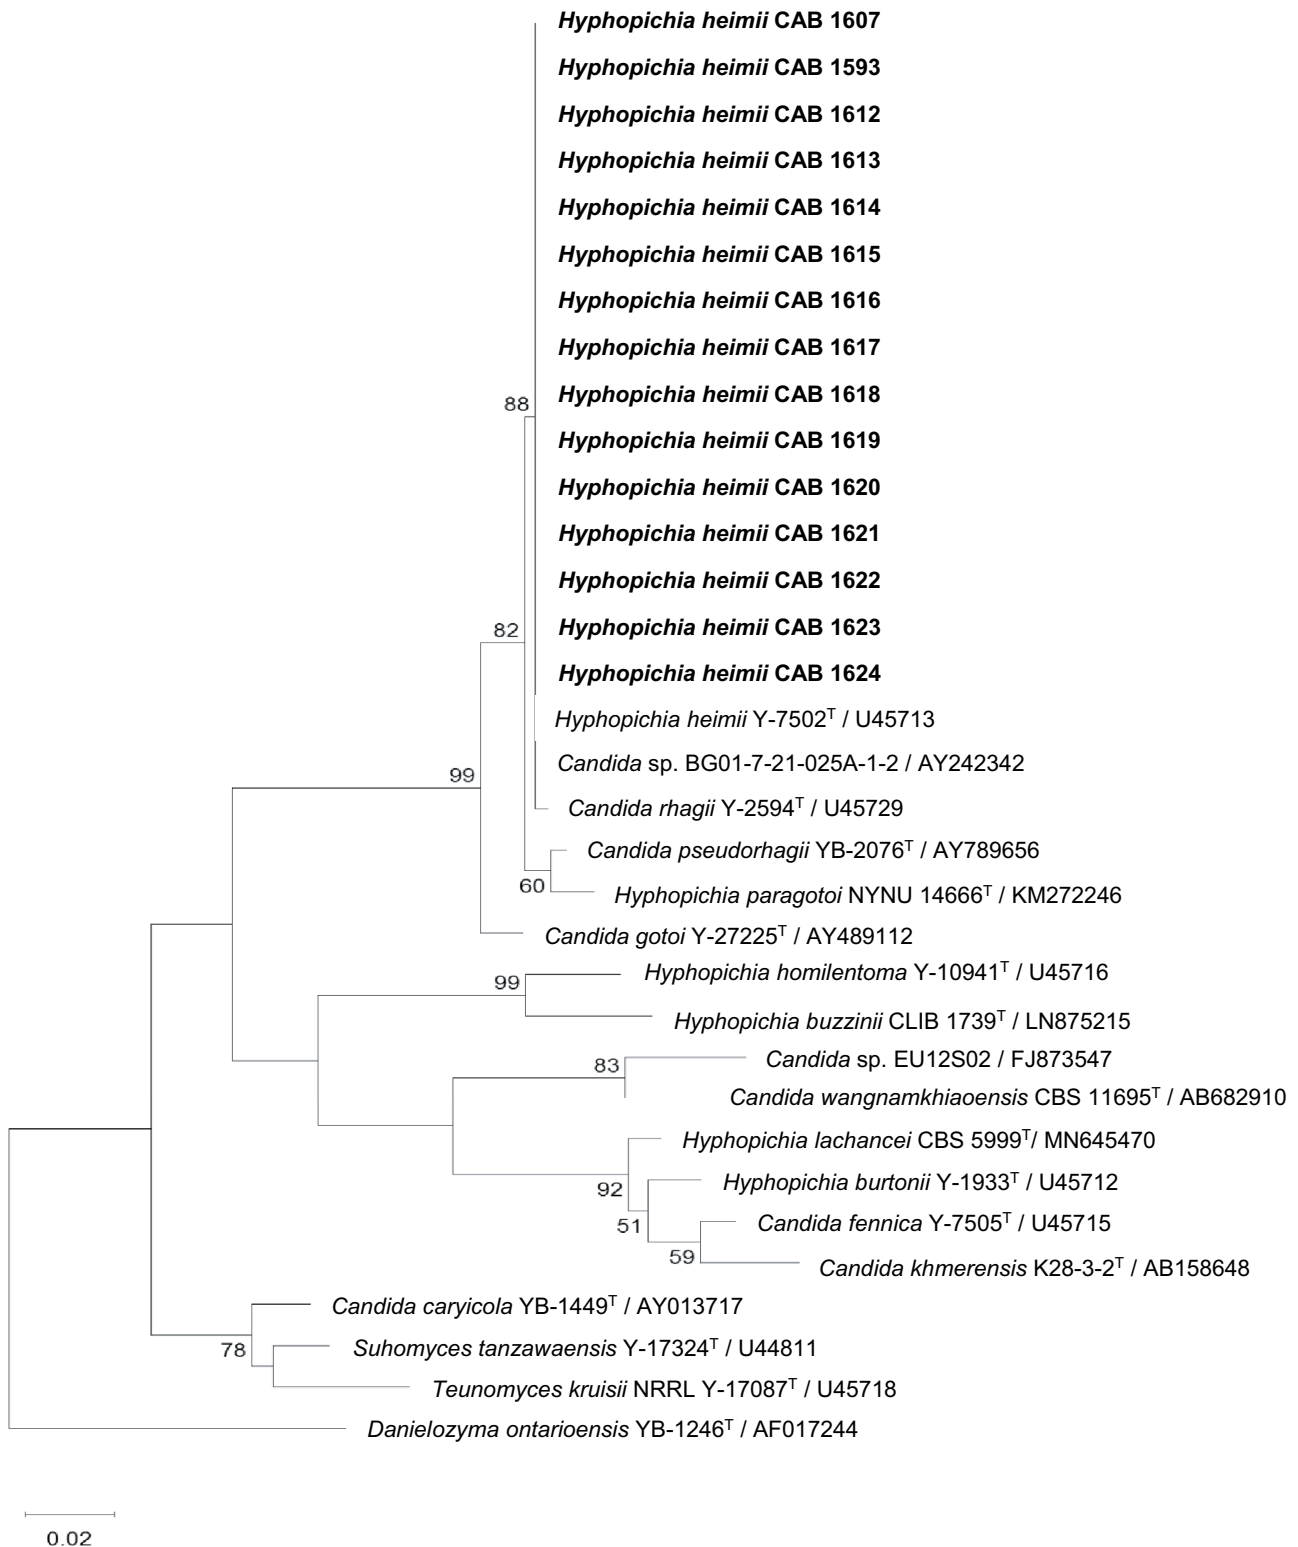 Hyphopichia heimii CAB 1607
Hyphopichia heimii CAB 1593
Hyphopichia heimii CAB 1612
Hyphopichia heimii CAB 1613
Hyphopichia heimii CAB 1614
Hyphopichia heimii CAB 1615
Hyphopichia heimii CAB 1616
Hyphopichia heimii CAB 1617
Hyphopichia heimii CAB 1618
88
Hyphopichia heimii CAB 1619
Hyphopichia heimii CAB 1620
Hyphopichia heimii CAB 1621
Hyphopichia heimii CAB 1622
Hyphopichia heimii CAB 1623
82
Hyphopichia heimii CAB 1624
Hyphopichia heimii Y-7502ᵀ / U45713
Candida sp. BG01-7-21-025A-1-2 / AY242342
99
Candida rhagii Y-2594ᵀ / U45729
Candida pseudorhagii YB-2076ᵀ / AY789656
60
Hyphopichia paragotoi NYNU 14666ᵀ / KM272246
Candida gotoi Y-27225ᵀ / AY489112
Hyphopichia homilentoma Y-10941ᵀ / U45716
99
Hyphopichia buzzinii CLIB 1739ᵀ / LN875215
Candida sp. EU12S02 / FJ873547
83
Candida wangnamkhiaoensis CBS 11695ᵀ / AB682910
Hyphopichia lachancei CBS 5999ᵀ/ MN645470
92
Hyphopichia burtonii Y-1933ᵀ / U45712
51
Candida fennica Y-7505ᵀ / U45715
59
Candida khmerensis K28-3-2ᵀ / AB158648
Candida caryicola YB-1449ᵀ / AY013717
78
Suhomyces tanzawaensis Y-17324ᵀ / U44811
Teunomyces kruisii NRRL Y-17087ᵀ / U45718
Danielozyma ontarioensis YB-1246ᵀ / AF017244
0.02